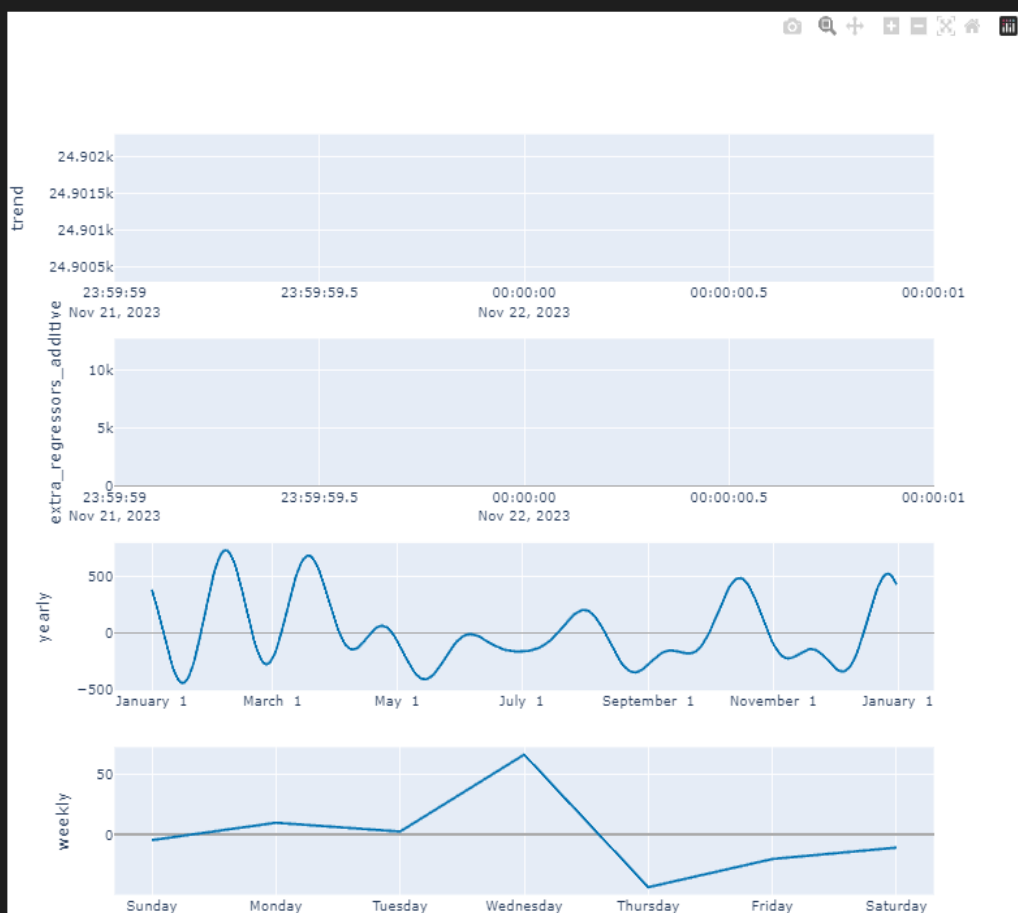 24.902k
24.9015k
24.901k
24.9005k
trend
23:59:59 23:59:59.5 00:00:00 00:00:00.5 00:00:01
Nov 21, 2023 Nov 22, 2023
10k
5k
0
extra_regressors_additive
23:59:59 23:59:59.5 00:00:00 00:00:00.5 00:00:01
Nov 21, 2023 Nov 22, 2023
500
0
−500
yearly
January 1 March 1 May 1 July 1 September 1 November 1 January 1
50
0
weekly
Sunday Monday Tuesday Wednesday Thursday Friday Saturday